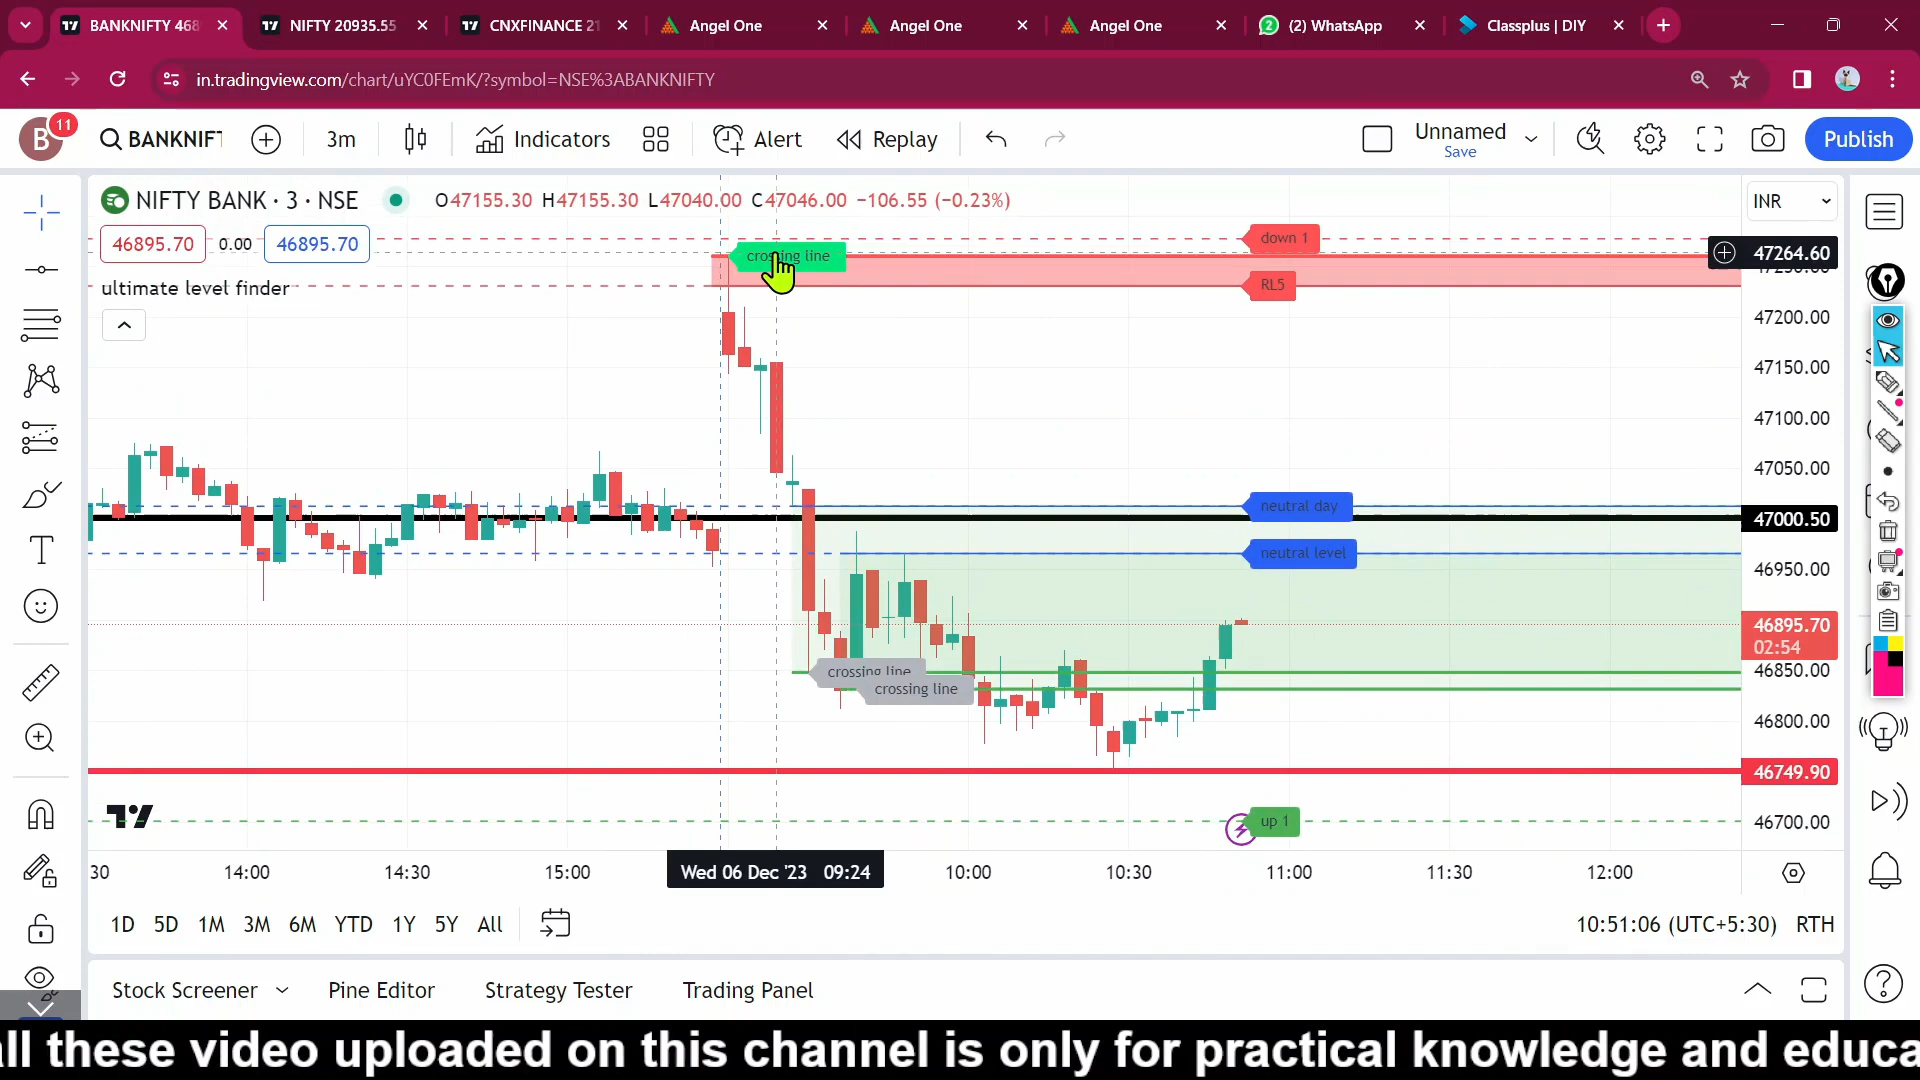 BANKNIFTY 468
NIFTY 20935.55
CNXFINANCE 21
Angel One
Angel One
Angel One
(2) WhatsApp
Classplus | DIY
in.tradingview.com/chart/uYC0FEmK/?symbol=NSE%3ABANKNIFTY
B
11
BANKNIFT
3m
Indicators
Alert
Replay
Unnamed
Save
Publish
NIFTY BANK · 3 · NSE
O47155.30 H47155.30 L47040.00 C47046.00 −106.55 (−0.23%)
INR
46895.70
0.00
46895.70
ultimate level finder
down 1
crossing line
RL5
47264.60
47200.00
47150.00
47100.00
47050.00
neutral day
47000.50
neutral level
46950.00
46895.70
02:54
crossing line
46850.00
crossing line
46800.00
46749.90
up 1
46700.00
30
14:00
14:30
15:00
Wed 06 Dec '23 09:24
10:00
10:30
11:00
11:30
12:00
1D 5D 1M 3M 6M YTD 1Y 5Y All
10:51:06 (UTC+5:30) RTH
Stock Screener
Pine Editor
Strategy Tester
Trading Panel
all these video uploaded on this channel is only for practical knowledge and educa